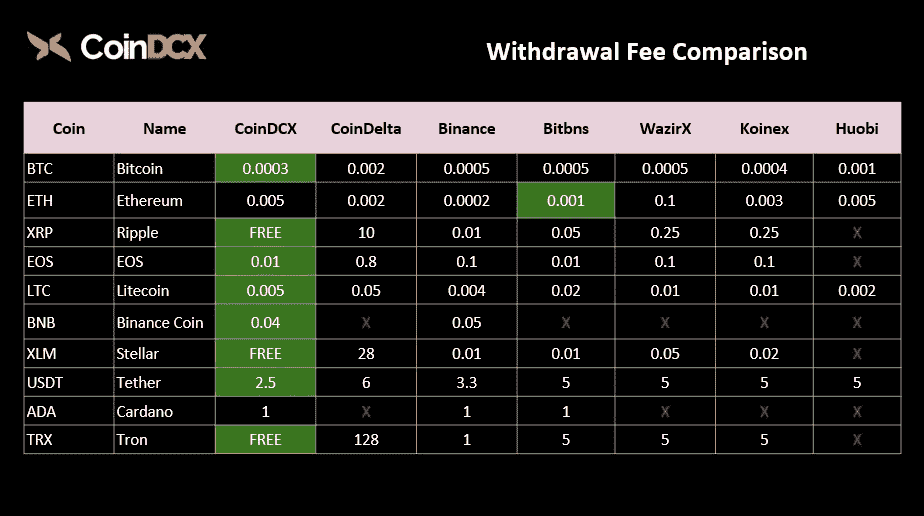 CoinDCX
Withdrawal Fee Comparison
Coin Name CoinDCX CoinDelta Binance Bitbns WazirX Koinex Huobi
BTC Bitcoin 0.0003 0.002 0.0005 0.0005 0.0005 0.0004 0.001
ETH Ethereum 0.005 0.002 0.0002 0.001 0.1 0.003 0.005
XRP Ripple FREE 10 0.01 0.05 0.25 0.25 X
EOS EOS 0.01 0.8 0.1 0.01 0.1 0.1 X
LTC Litecoin 0.005 0.05 0.004 0.02 0.01 0.01 0.002
BNB Binance Coin 0.04 X 0.05 X X X X
XLM Stellar FREE 28 0.01 0.01 0.05 0.02 X
USDT Tether 2.5 6 3.3 5 5 5 5
ADA Cardano 1 X 1 1 X X X
TRX Tron FREE 128 1 5 5 5 X